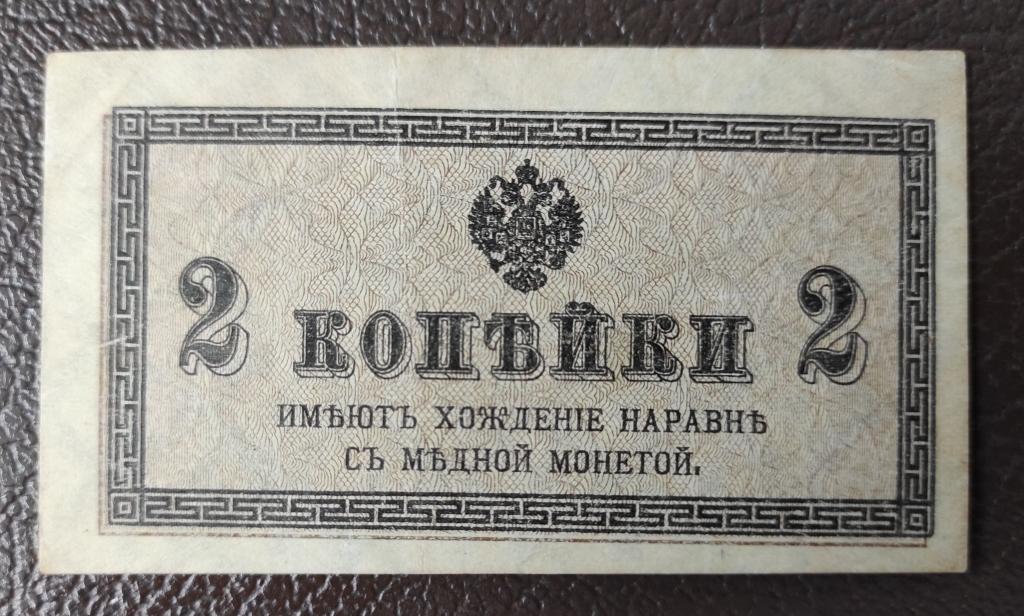 2 КОПѢЙКИ 2
ИМѢЮТЪ ХОЖДЕНІЕ НАРАВНѢ
СЪ МѢДНОЙ МОНЕТОЙ.